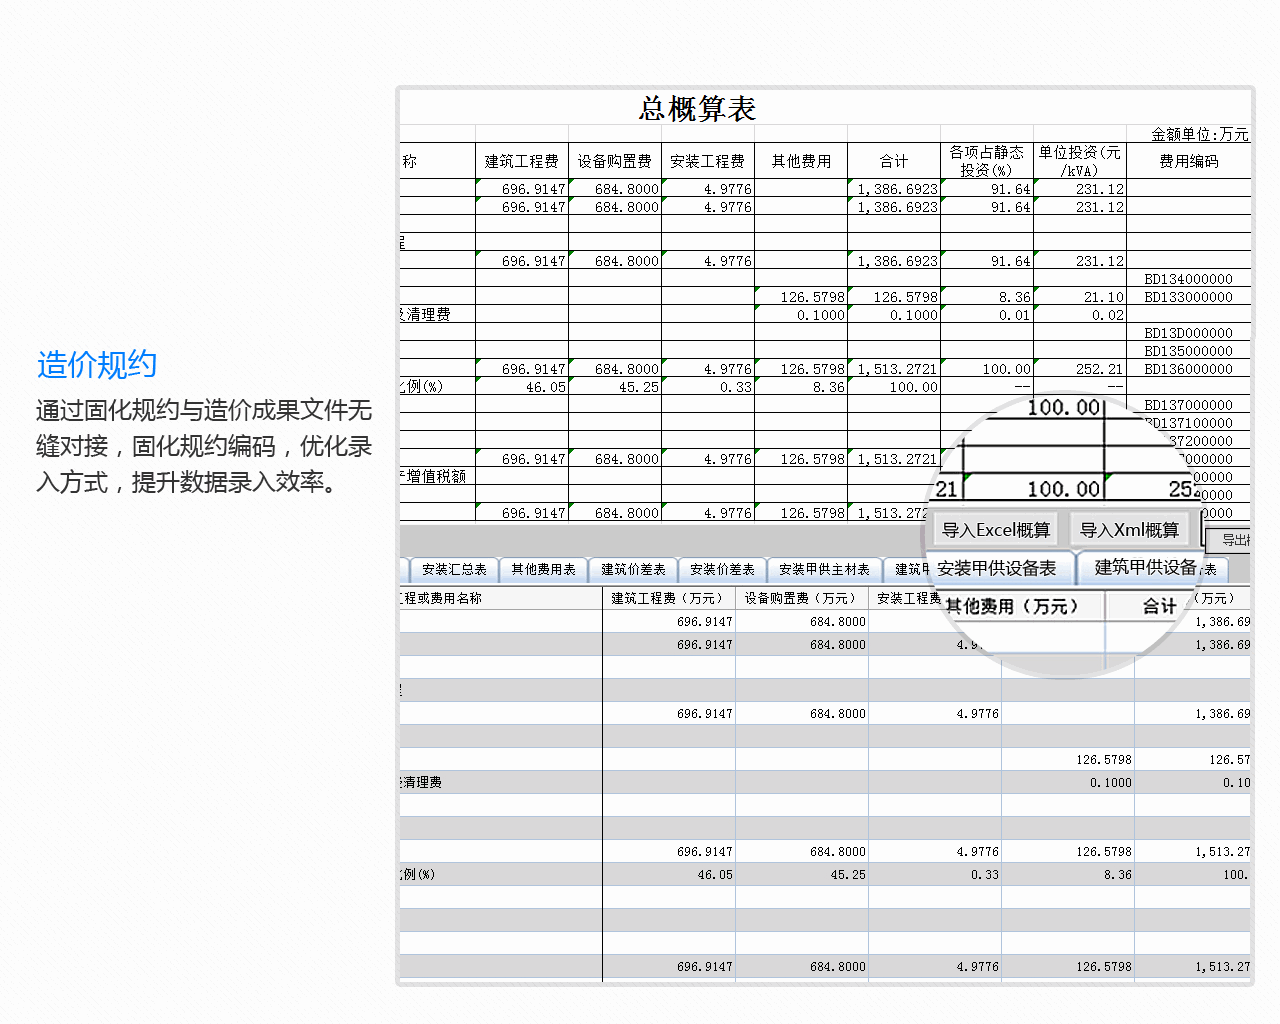 造价规约
通过固化规约与造价成果文件无
缝对接，固化规约编码，优化录
入方式，提升数据录入效率。
总概算表
金额单位:万元
称 建筑工程费 设备购置费 安装工程费 其他费用 合计 各项占静态投资(%) 单位投资(元/kVA) 费用编码
696.9147 684.8000 4.9776 1,386.6923 91.64 231.12
696.9147 684.8000 4.9776 1,386.6923 91.64 231.12
程
696.9147 684.8000 4.9776 1,386.6923 91.64 231.12
BD134000000
126.5798 126.5798 8.36 21.10 BD133000000
及清理费 0.1000 0.1000 0.01 0.02
BD13D000000
BD135000000
696.9147 684.8000 4.9776 126.5798 1,513.2721 100.00 252.21 BD136000000
比例(%) 46.05 45.25 0.33 8.36 100.00 -- --
BD137000000
BD137100000
37200000
696.9147 684.8000 4.9776 126.5798 1,513.2721
产增值税额
696.9147 684.8000 4.9776 126.5798 1,513.272
100.00
21 100.00 252
导入Excel概算 导入Xml概算 导出
安装甲供设备表 建筑甲供设备
其他费用（万元） 合计
安装汇总表 其他费用表 建筑价差表 安装价差表 安装甲供主材表 建筑甲 表
工程或费用名称 建筑工程费（万元） 设备购置费（万元） 安装工程费 （万元）
696.9147 684.8000 1,386.69
696.9147 684.8000 4.9 1,386.69
程
696.9147 684.8000 4.9776 1,386.69
126.5798 126.57
及清理费 0.1000 0.10
696.9147 684.8000 4.9776 126.5798 1,513.27
比例(%) 46.05 45.25 0.33 8.36 100.
696.9147 684.8000 4.9776 126.5798 1,513.27